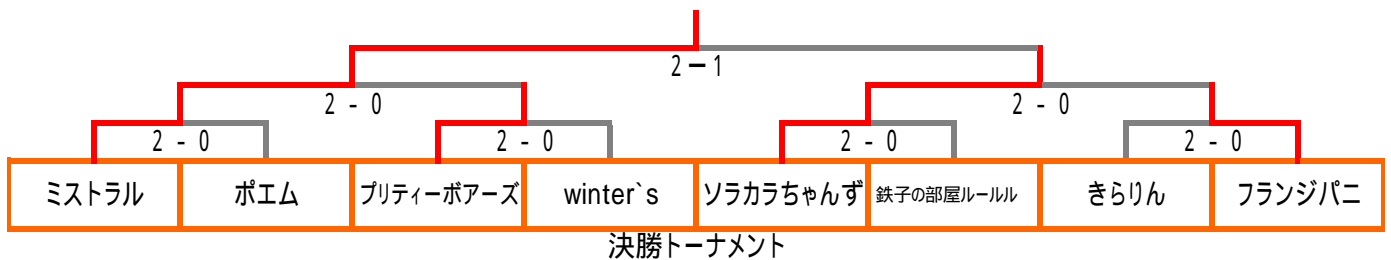 2－1
2 - 0
2 - 0
2 - 0
2 - 0
2 - 0
2 - 0
ミストラル
ポエム
プリティーボアーズ
winter`s
ソラカラちゃんず
鉄子の部屋ルールル
きらりん
フランジパニ
決勝トーナメント